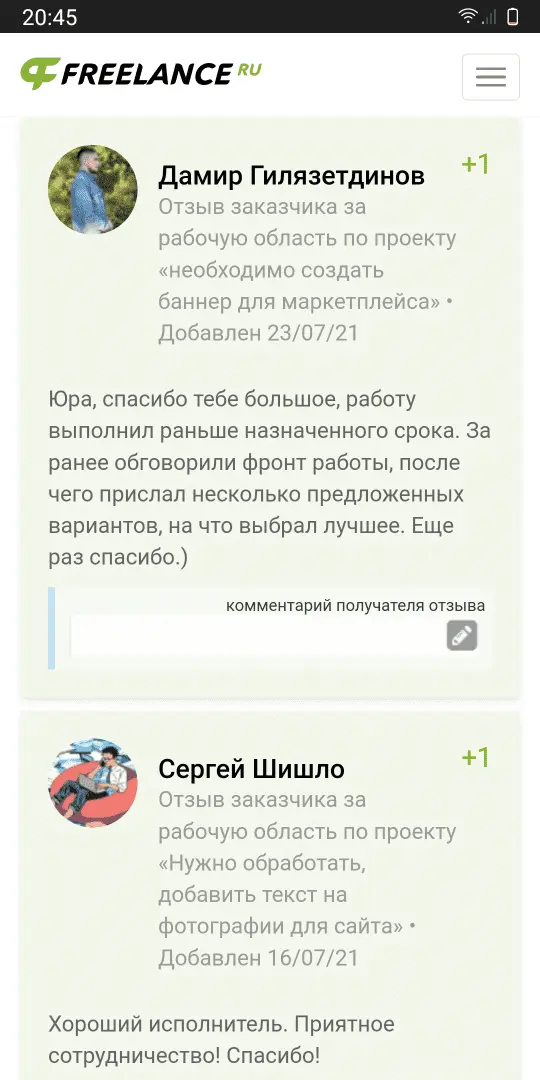 20:45
FREELANCE RU
Дамир Гилязетдинов
+1
Отзыв заказчика за
рабочую область по проекту
«необходимо создать
баннер для маркетплейса» •
Добавлен 23/07/21
Юра, спасибо тебе большое, работу
выполнил раньше назначенного срока. За
ранее обговорили фронт работы, после
чего прислал несколько предложенных
вариантов, на что выбрал лучшее. Еще
раз спасибо.)
комментарий получателя отзыва
Сергей Шишло
+1
Отзыв заказчика за
рабочую область по проекту
«Нужно обработать,
добавить текст на
фотографии для сайта» •
Добавлен 16/07/21
Хороший исполнитель. Приятное
сотрудничество! Спасибо!